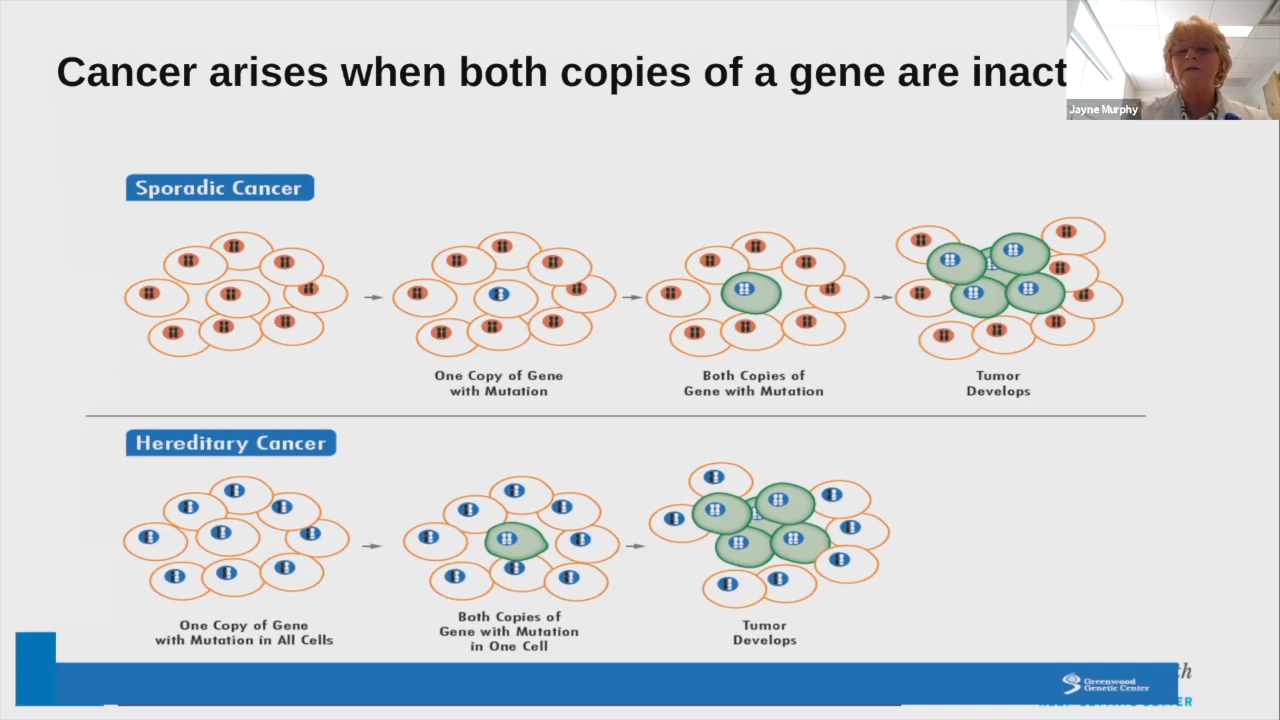 Cancer arises when both copies of a gene are inact
Jayne Murphy
Sporadic Cancer
One Copy of Gene
with Mutation
Both Copies of
Gene with Mutation
Tumor
Develops
Hereditary Cancer
One Copy of Gene
with Mutation in All Cells
Both Copies of
Gene with Mutation
in One Cell
Tumor
Develops
Greenwood
Genetic Center